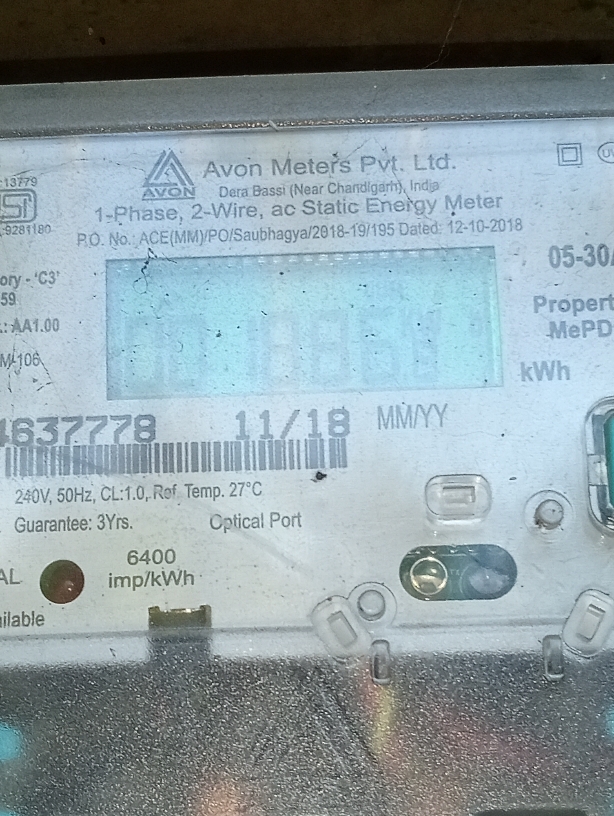 Avon Meters Pvt. Ltd.
AVON
Dera Bassi (Near Chandigarh), India
1-Phase, 2-Wire, ac Static Energy Meter
P.O. No.: ACE(MM)/PO/Saubhagya/2018-19/195 Dated: 12-10-2018
13779
9281180
ory - 'C3'
59
.: AA1.00
M-106
05-30
Propert
MePD
kWh
4637778 11/18 MM/YY
240V, 50Hz, CL:1.0, Ref. Temp. 27°C
Guarantee: 3Yrs. Optical Port
AL
6400
imp/kWh
ailable